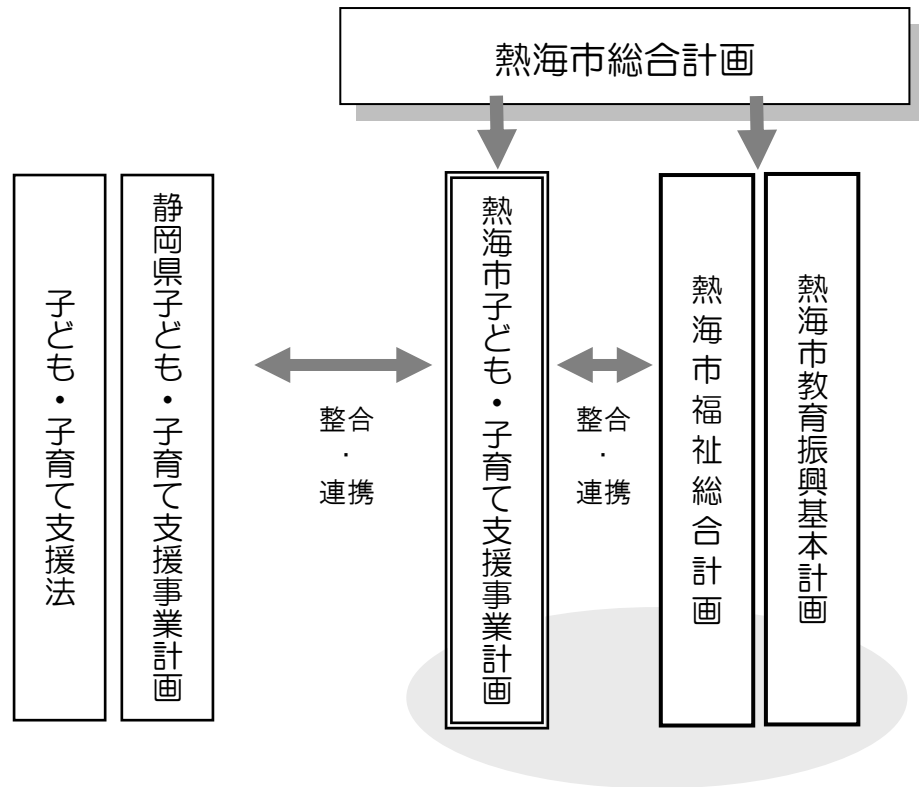 熱海市総合計画
子ども・子育て支援法
静岡県子ども・子育て支援事業計画
整合
・
連携
熱海市子ども・子育て支援事業計画
整合
・
連携
熱海市福祉総合計画
熱海市教育振興基本計画